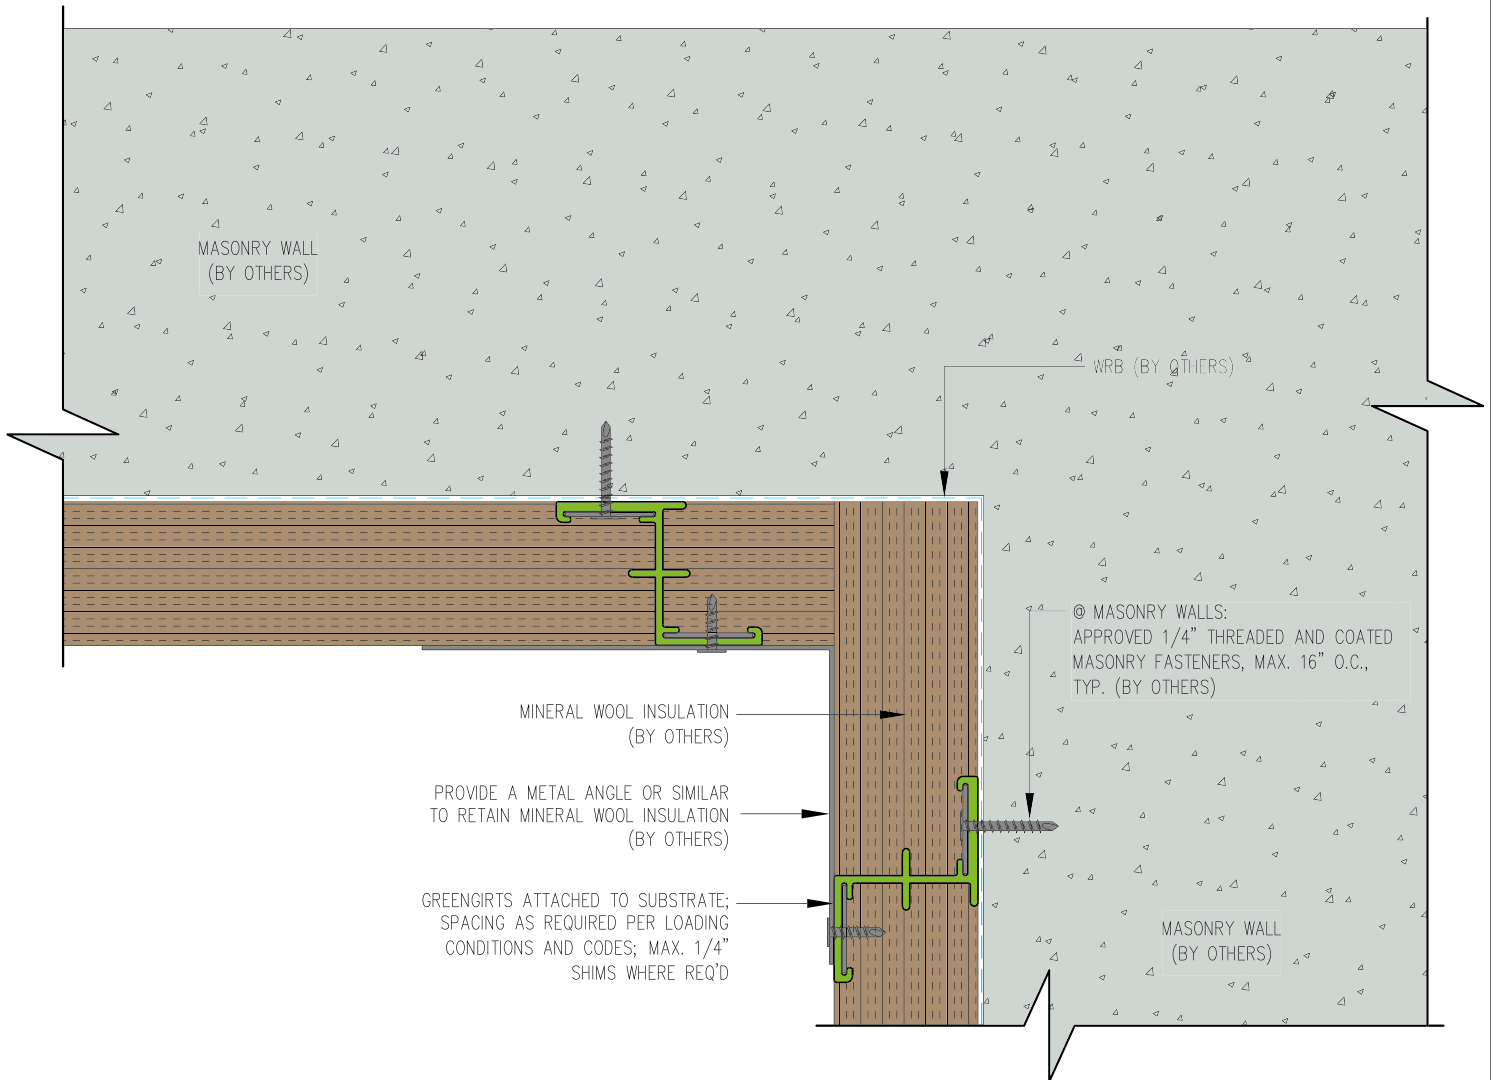 MASONRY WALL
(BY OTHERS)
WRB (BY OTHERS)
@ MASONRY WALLS:
APPROVED 1/4" THREADED AND COATED
MASONRY FASTENERS, MAX. 16" O.C.,
TYP. (BY OTHERS)
MINERAL WOOL INSULATION
(BY OTHERS)
PROVIDE A METAL ANGLE OR SIMILAR
TO RETAIN MINERAL WOOL INSULATION
(BY OTHERS)
GREENGIRTS ATTACHED TO SUBSTRATE;
SPACING AS REQUIRED PER LOADING
CONDITIONS AND CODES; MAX. 1/4"
SHIMS WHERE REQ'D
MASONRY WALL
(BY OTHERS)